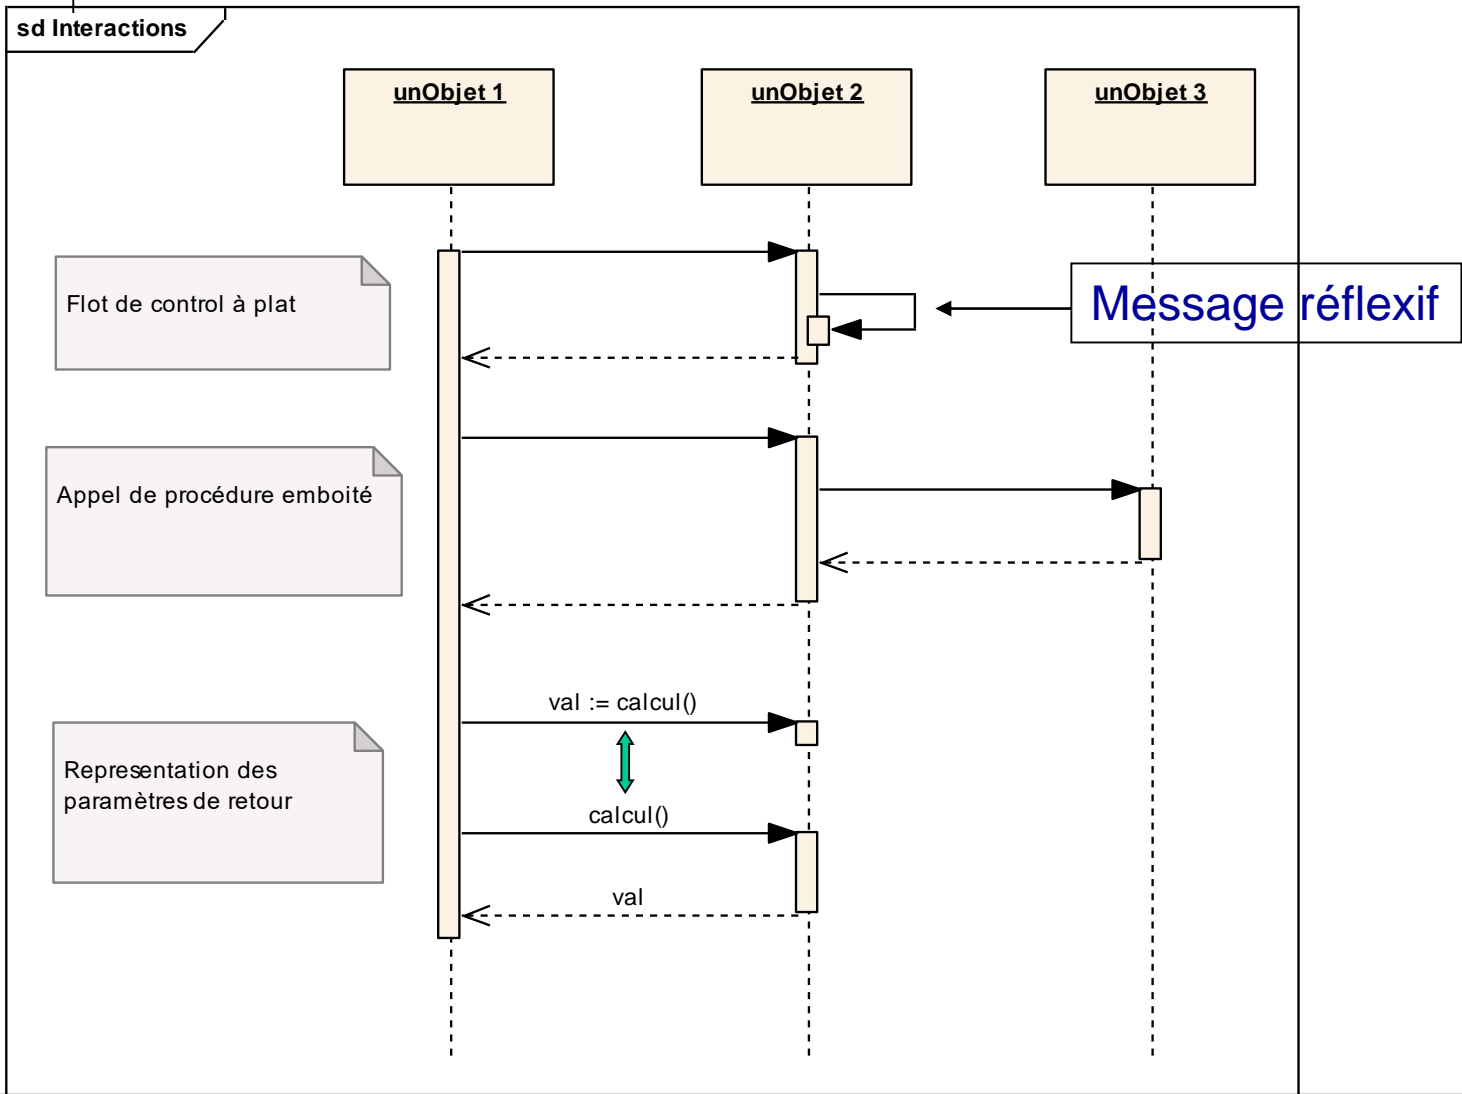 sd Interactions
unObjet 1
unObjet 2
unObjet 3
Flot de control à plat
Message réflexif
Appel de procédure emboité
val := calcul()
Representation des
paramètres de retour
calcul()
val